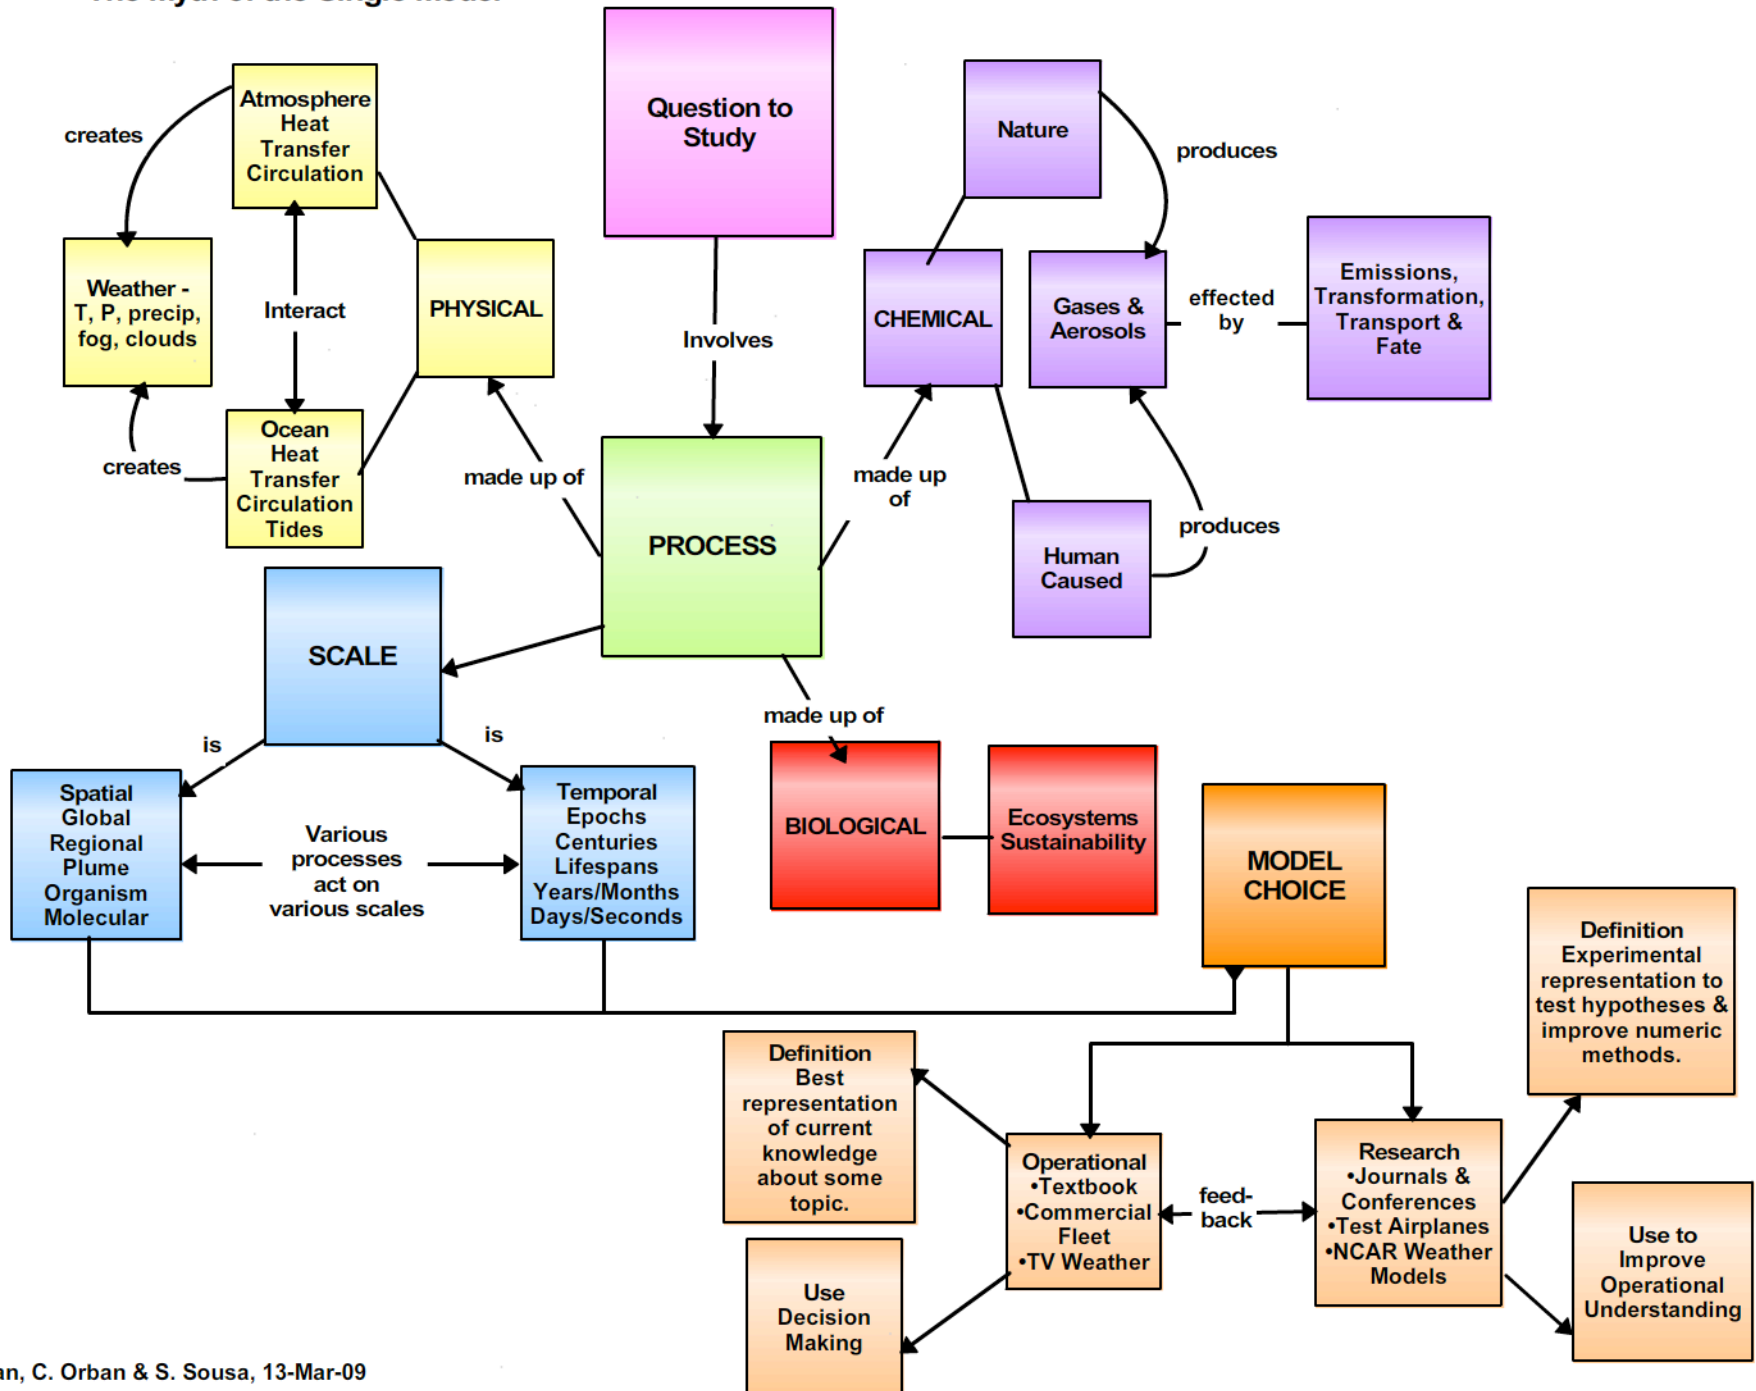 The Myth of the Single Model
Question to
Study
Atmosphere
Heat
Transfer
Circulation
creates
Weather -
T, P, precip,
fog, clouds
Interact
PHYSICAL
Ocean
Heat
Transfer
Circulation
Tides
creates
made up of
Involves
Nature
produces
CHEMICAL
Gases &
Aerosols
effected
by
Emissions,
Transformation,
Transport &
Fate
made up
of
Human
Caused
produces
PROCESS
SCALE
is
is
Spatial
Global
Regional
Plume
Organism
Molecular
Various
processes
act on
various scales
Temporal
Epochs
Centuries
Lifespans
Years/Months
Days/Seconds
made up of
BIOLOGICAL
Ecosystems
Sustainability
MODEL
CHOICE
Definition
Experimental
representation to
test hypotheses &
improve numeric
methods.
Definition
Best
representation
of current
knowledge
about some
topic.
Operational
•Textbook
•Commercial
Fleet
•TV Weather
feed-
back
Research
•Journals &
Conferences
•Test Airplanes
•NCAR Weather
Models
Use to
Improve
Operational
Understanding
Use
Decision
Making
C. Orban & S. Sousa, 13-Mar-09